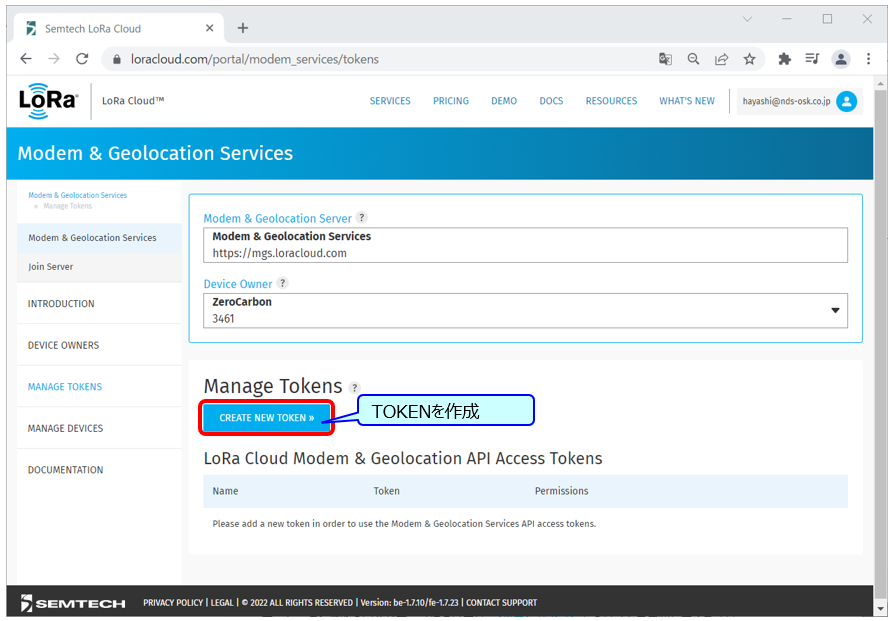 Semtech LoRa Cloud
loracloud.com/portal/modem_services/tokens
LoRa® LoRa Cloud™ SERVICES PRICING DEMO DOCS RESOURCES WHAT'S NEW hayashi@nds-osk.co.jp
Modem & Geolocation Services
Modem & Geolocation Services
Manage Tokens
Modem & Geolocation Services
Join Server
INTRODUCTION
DEVICE OWNERS
MANAGE TOKENS
MANAGE DEVICES
DOCUMENTATION
Modem & Geolocation Server ?
Modem & Geolocation Services
https://mgs.loracloud.com
Device Owner ?
ZeroCarbon
3461
Manage Tokens ?
CREATE NEW TOKEN »
TOKENを作成
LoRa Cloud Modem & Geolocation API Access Tokens
Name Token Permissions
Please add a new token in order to use the Modem & Geolocation Services API access tokens.
SEMTECH PRIVACY POLICY | LEGAL | © 2022 ALL RIGHTS RESERVED | Version: be-1.7.10/fe-1.7.23 | CONTACT SUPPORT